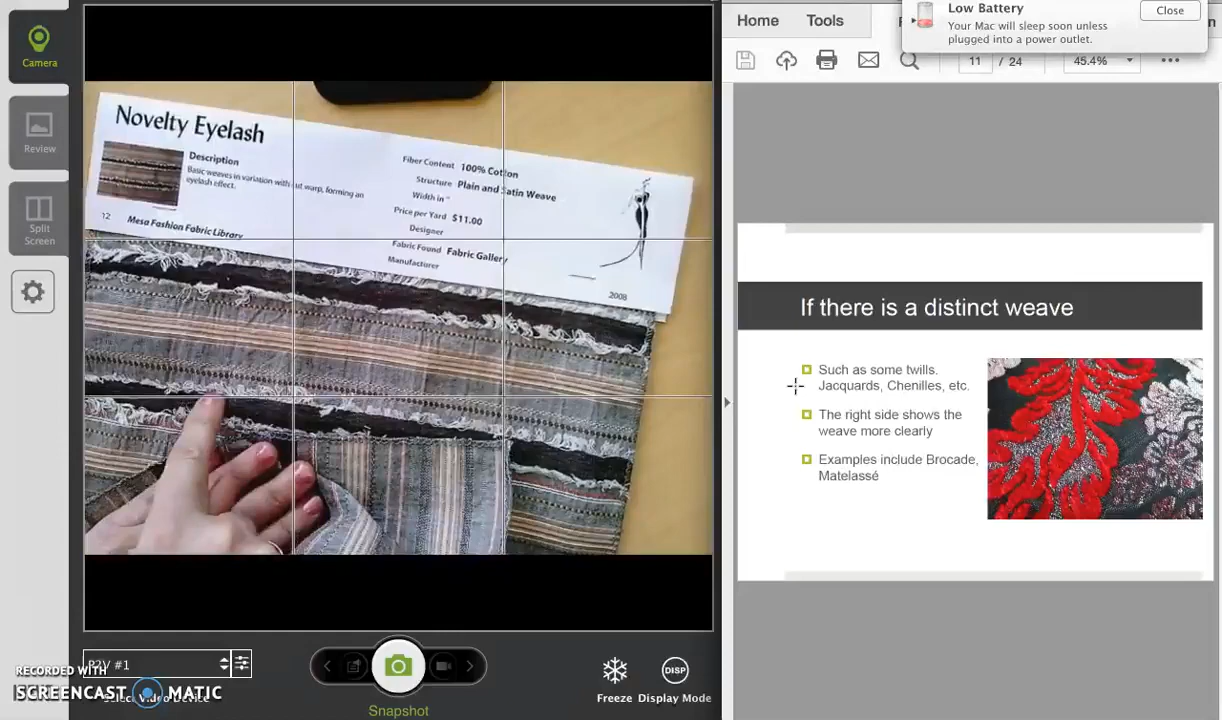 Camera
Review
Split
Screen
Novelty Eyelash
Description
Basic weaves in variation with cut warp, forming an
eyelash effect.
12 Mesa Fashion Fabric Library
Fiber Content 100% Cotton
Structure Plain and Satin Weave
Width in "
Price per Yard $11.00
Designer
Fabric Found Fabric Gallery
Manufacturer
2008
P2V #1
Select Video Device
RECORDED WITH
SCREENCAST MATIC
Snapshot
Freeze
DISP
Display Mode
Home Tools
Low Battery
Your Mac will sleep soon unless
plugged into a power outlet.
Close
11 / 24 45.4%
If there is a distinct weave
Such as some twills.
Jacquards, Chenilles, etc.
The right side shows the
weave more clearly
Examples include Brocade,
Matelassé